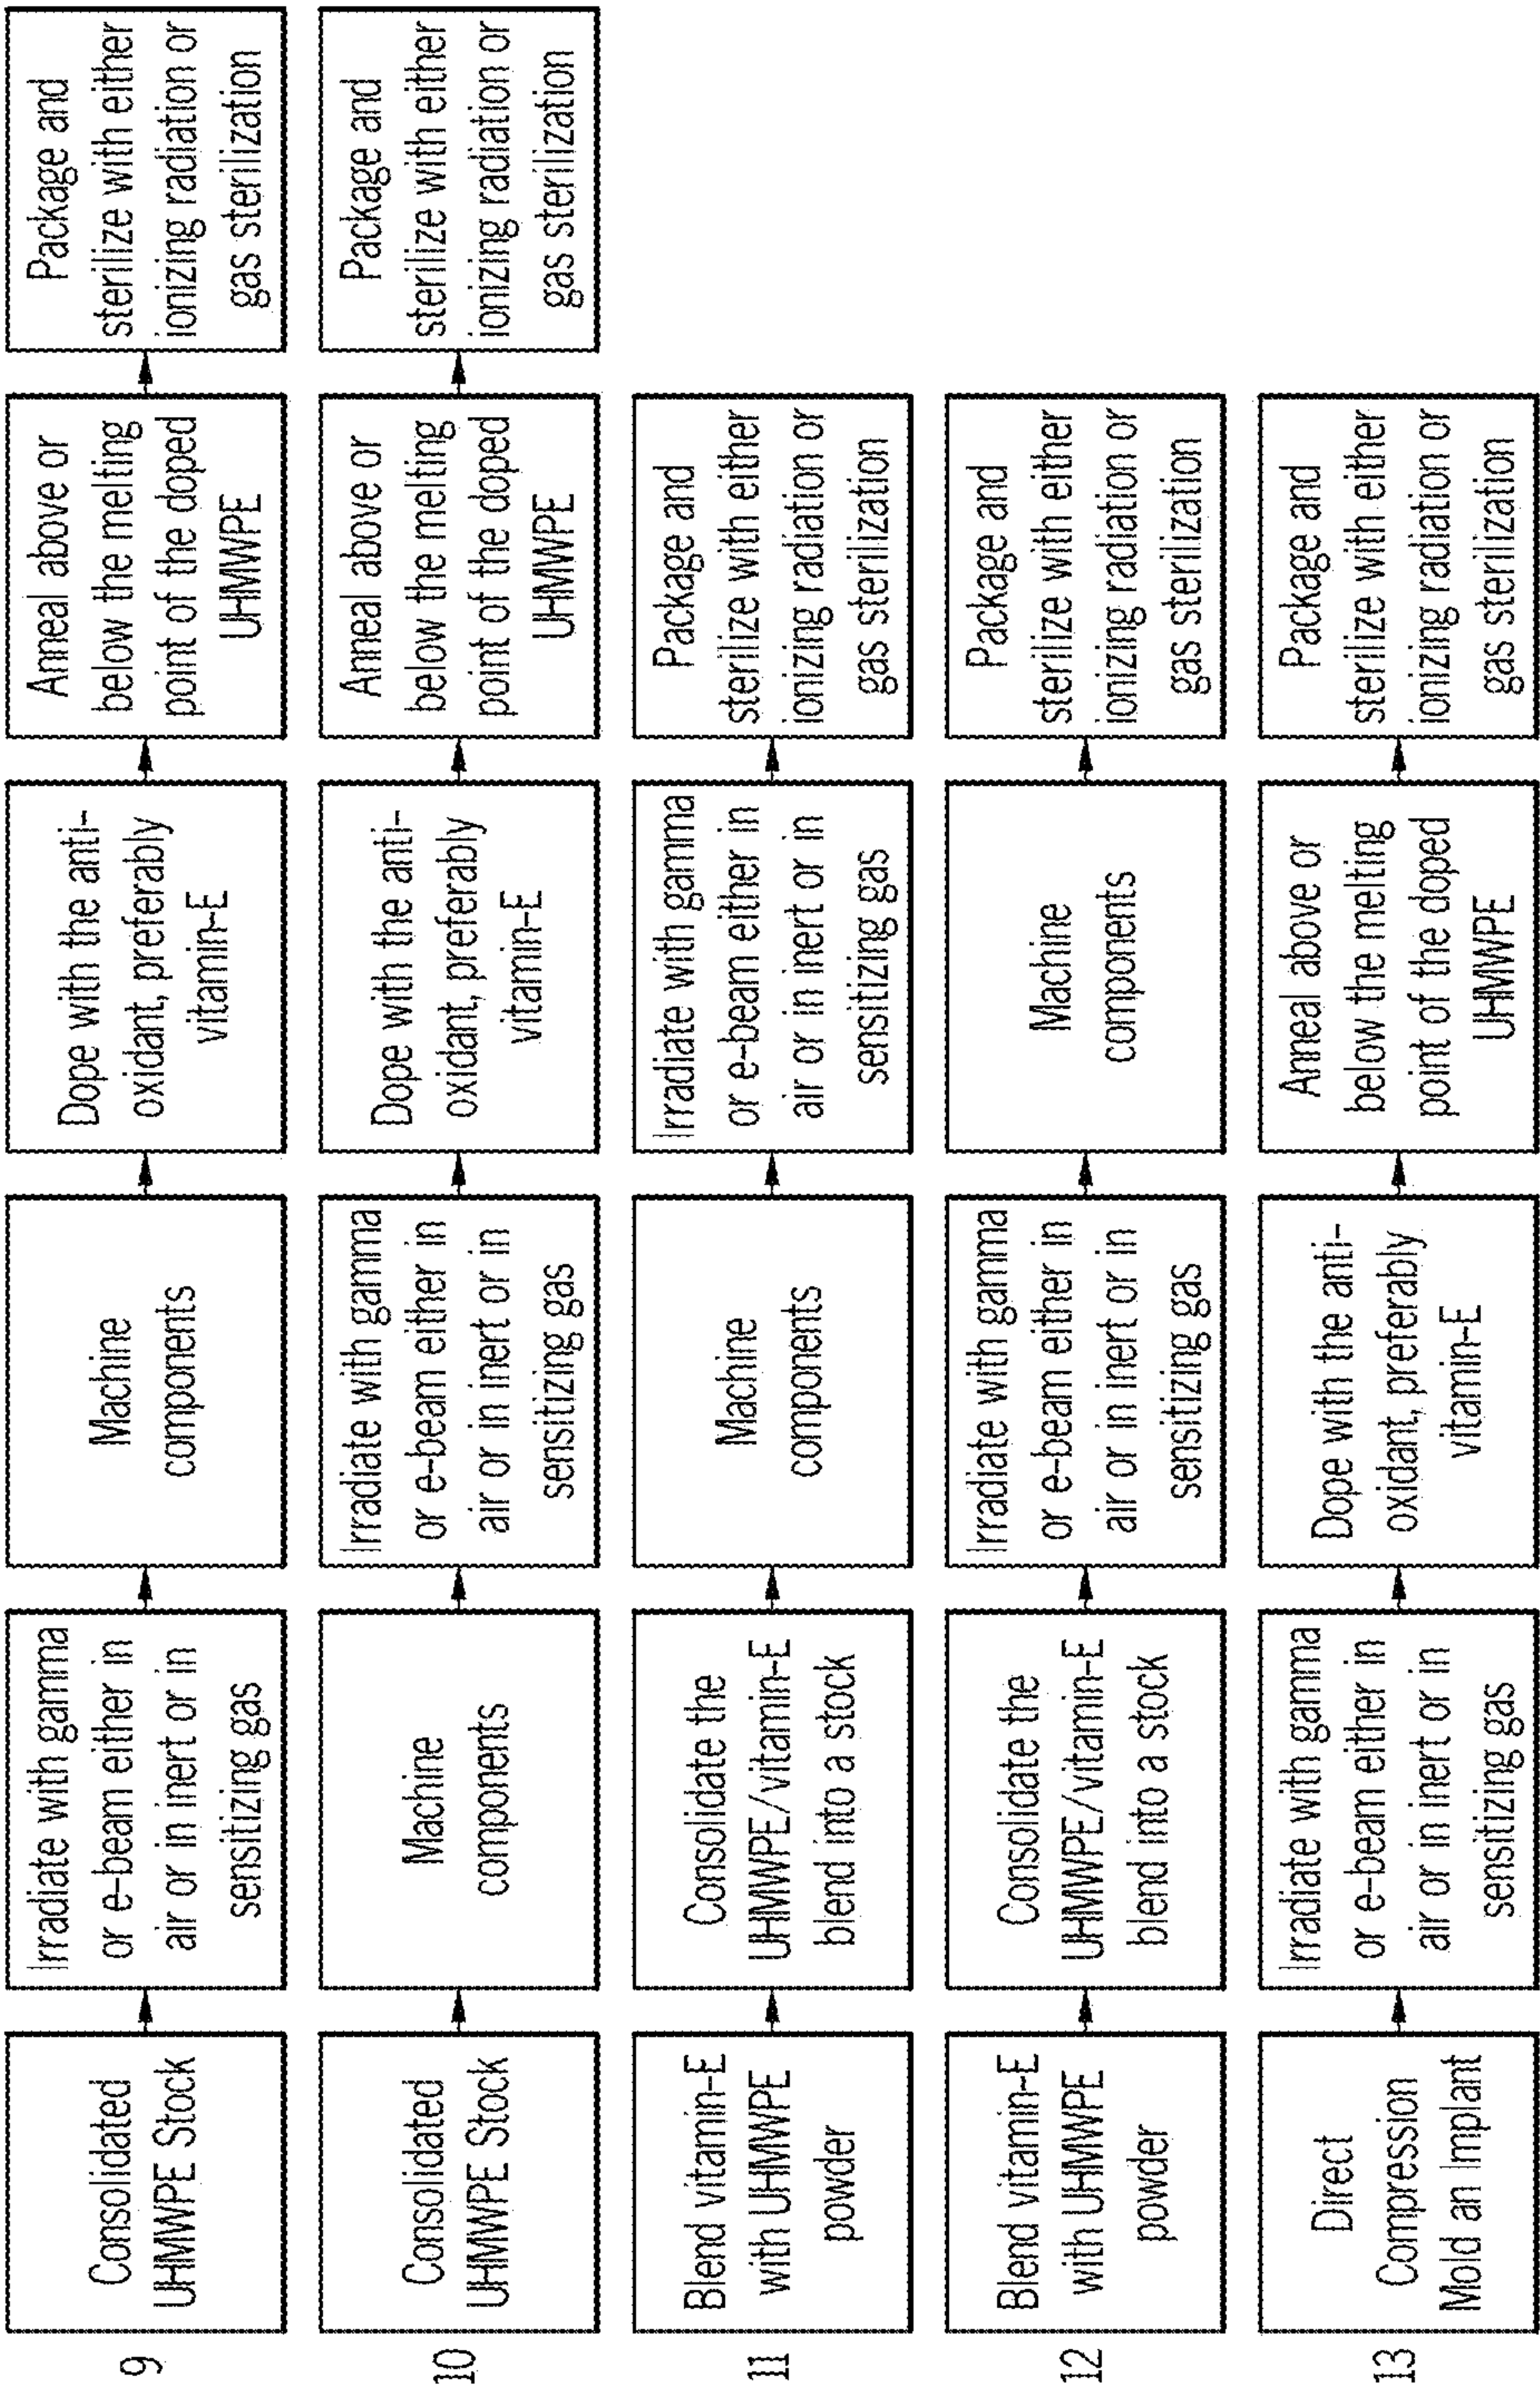 9
Consolidated
UHMWPE Stock
Irradiate with gamma
or e-beam either in
air or in inert or in
sensitizing gas
Machine
components
Dope with the anti-
oxidant, preferably
vitamin-E
Anneal above or
below the melting
point of the doped
UHMWPE
Package and
sterilize with either
ionizing radiation or
gas sterilization
10
Consolidated
UHMWPE Stock
Machine
components
Irradiate with gamma
or e-beam either in
air or in inert or in
sensitizing gas
Dope with the anti-
oxidant, preferably
vitamin-E
Anneal above or
below the melting
point of the doped
UHMWPE
Package and
sterilize with either
ionizing radiation or
gas sterilization
11
Blend vitamin-E
with UHMWPE
powder
Consolidate the
UHMWPE/vitamin-E
blend into a stock
Machine
components
Irradiate with gamma
or e-beam either in
air or in inert or in
sensitizing gas
Package and
sterilize with either
ionizing radiation or
gas sterilization
12
Blend vitamin-E
with UHMWPE
powder
Consolidate the
UHMWPE/vitamin-E
blend into a stock
Irradiate with gamma
or e-beam either in
air or in inert or in
sensitizing gas
Machine
components
Package and
sterilize with either
ionizing radiation or
gas sterilization
13
Direct
Compression
Mold an Implant
Irradiate with gamma
or e-beam either in
air or in inert or in
sensitizing gas
Dope with the anti-
oxidant, preferably
vitamin-E
Anneal above or
below the melting
point of the doped
UHMWPE
Package and
sterilize with either
ionizing radiation or
gas sterilization